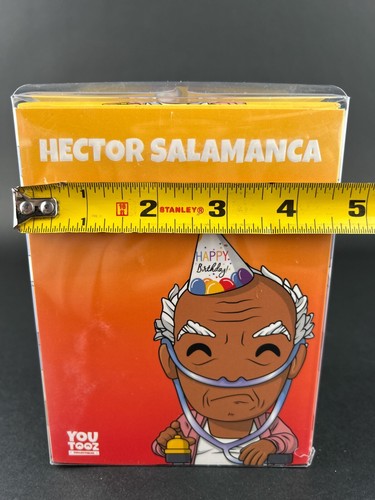 HECTOR SALAMANCA
1 2 STANLEY® 3 4 5
HAPPY
Birthday!
YOU
TOOZ